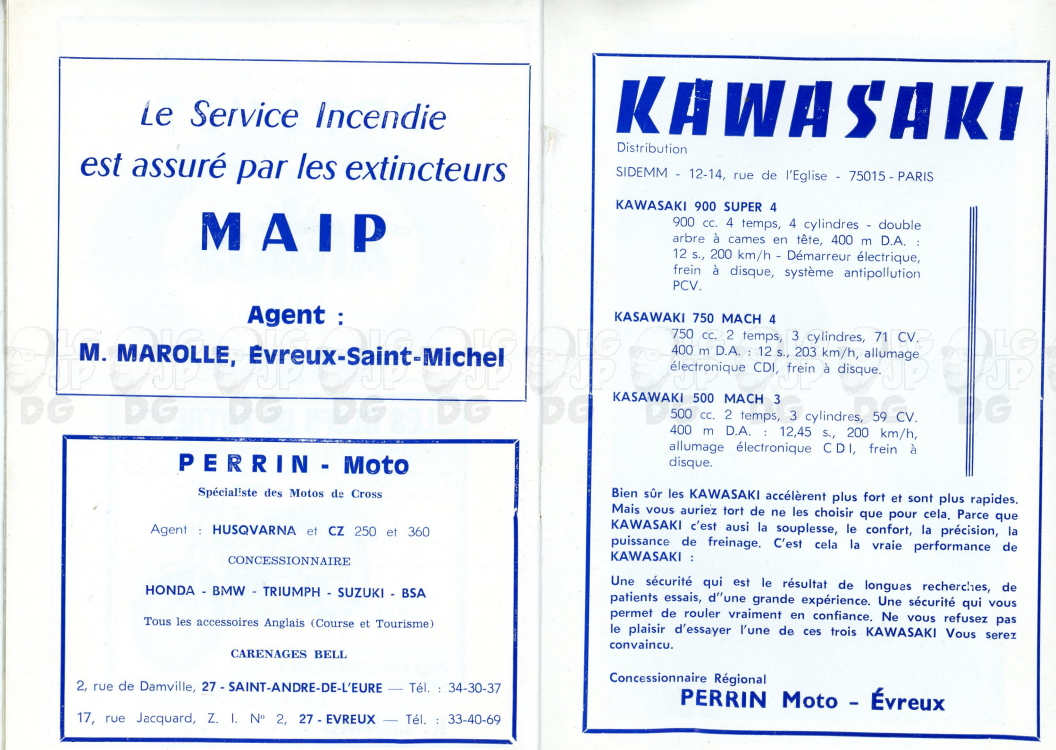 Le Service Incendie
est assuré par les extincteurs
MAIP
Agent :
M. MAROLLE, Evreux-Saint-Michel
PERRIN - Moto
Spécialiste des Motos de Cross
Agent : HUSQVARNA et CZ 250 et 360
CONCESSIONNAIRE
HONDA - BMW - TRIUMPH - SUZUKI - BSA
Tous les accessoires Anglais (Course et Tourisme)
CARENAGES BELL
2, rue de Damville, 27 - SAINT-ANDRE-DE-L'EURE — Tél. : 34-30-37
17, rue Jacquard, Z. I. Nº 2, 27 - EVREUX — Tél. : 33-40-69
KAWASAKI
Distribution
SIDEMM - 12-14, rue de l'Eglise - 75015 - PARIS
KAWASAKI 900 SUPER 4
900 cc. 4 temps, 4 cylindres - double
arbre à cames en tête, 400 m D.A. :
12 s., 200 km/h - Démarreur électrique,
frein à disque, système antipollution
PCV.
KASAWAKI 750 MACH 4
750 cc. 2 temps, 3 cylindres, 71 CV.
400 m D.A. : 12 s., 203 km/h, allumage
électronique CDI, frein à disque.
KASAWAKI 500 MACH 3
500 cc. 2 temps, 3 cylindres, 59 CV.
400 m D.A. : 12,45 s., 200 km/h,
allumage électronique C D I, frein à
disque.
Bien sûr les KAWASAKI accélèrent plus fort et sont plus rapides.
Mais vous auriez tort de ne les choisir que pour cela. Parce que
KAWASAKI c'est ausi la souplesse, le confort, la précision, la
puissance de freinage. C'est cela la vraie performance de
KAWASAKI :
Une sécurité qui est le résultat de longues recherches, de
patients essais, d''une grande expérience. Une sécurité qui vous
permet de rouler vraiment en confiance. Ne vous refusez pas
le plaisir d'essayer l'une de ces trois KAWASAKI Vous serez
convaincu.
Concessionnaire Régional
PERRIN Moto - Évreux